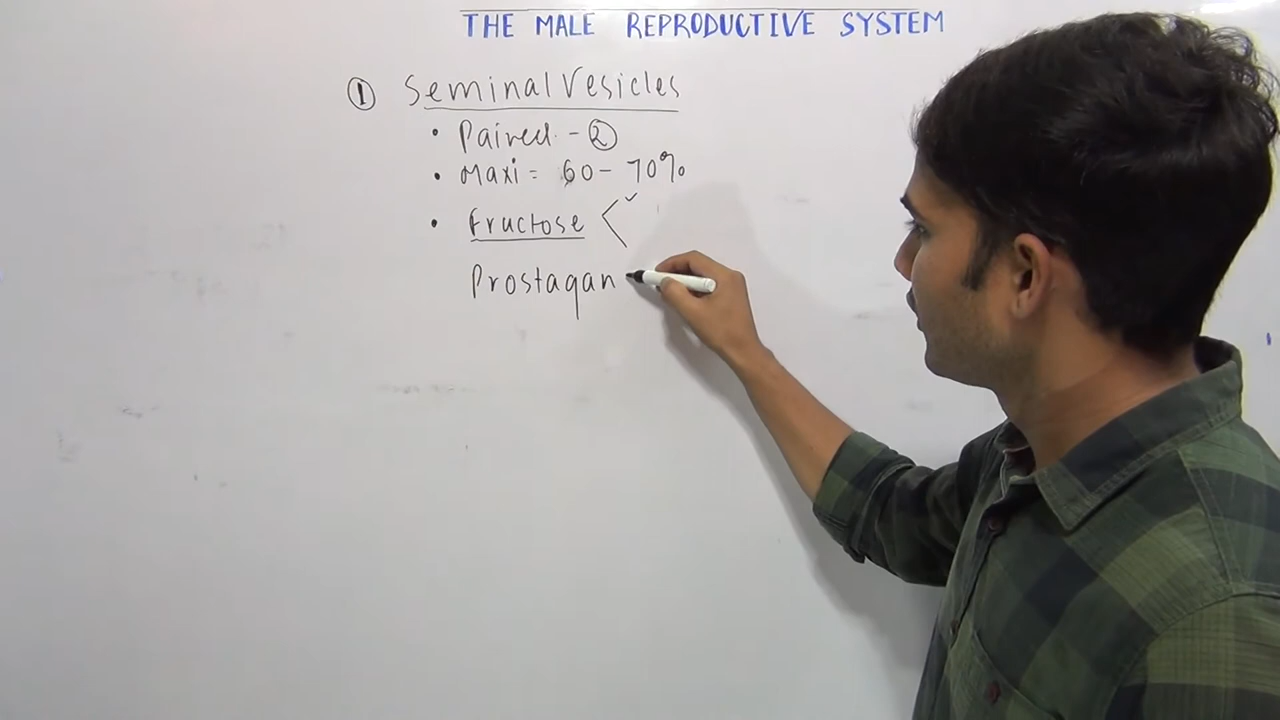 THE MALE REPRODUCTIVE SYSTEM
① Seminal Vesicles
• Paired - ②
• Maxi = 60 - 70%
• Fructose < ✓
Prostagan